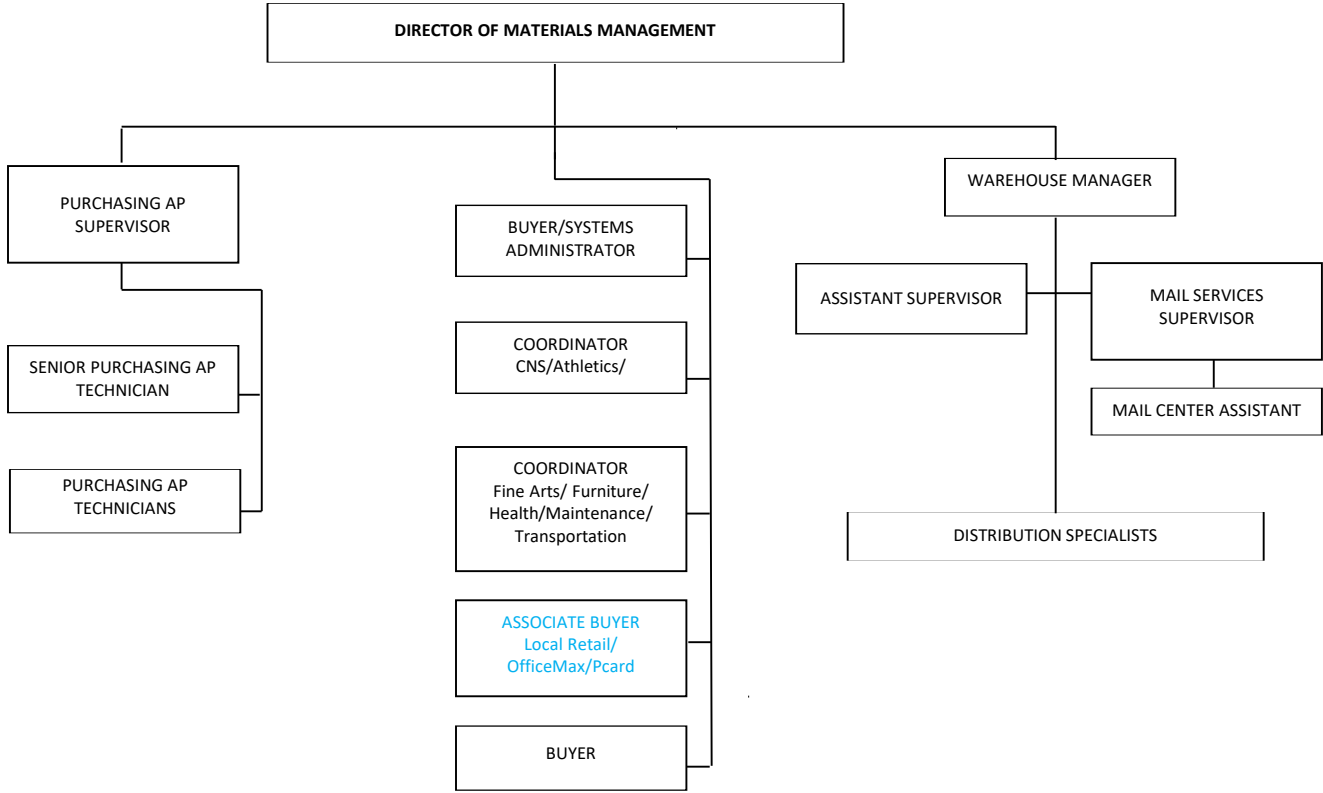 DIRECTOR OF MATERIALS MANAGEMENT
PURCHASING AP
SUPERVISOR
SENIOR PURCHASING AP
TECHNICIAN
PURCHASING AP
TECHNICIANS
BUYER/SYSTEMS
ADMINISTRATOR
COORDINATOR
CNS/Athletics/
COORDINATOR
Fine Arts/ Furniture/
Health/Maintenance/
Transportation
ASSOCIATE BUYER
Local Retail/
OfficeMax/Pcard
BUYER
WAREHOUSE MANAGER
ASSISTANT SUPERVISOR
MAIL SERVICES
SUPERVISOR
MAIL CENTER ASSISTANT
DISTRIBUTION SPECIALISTS